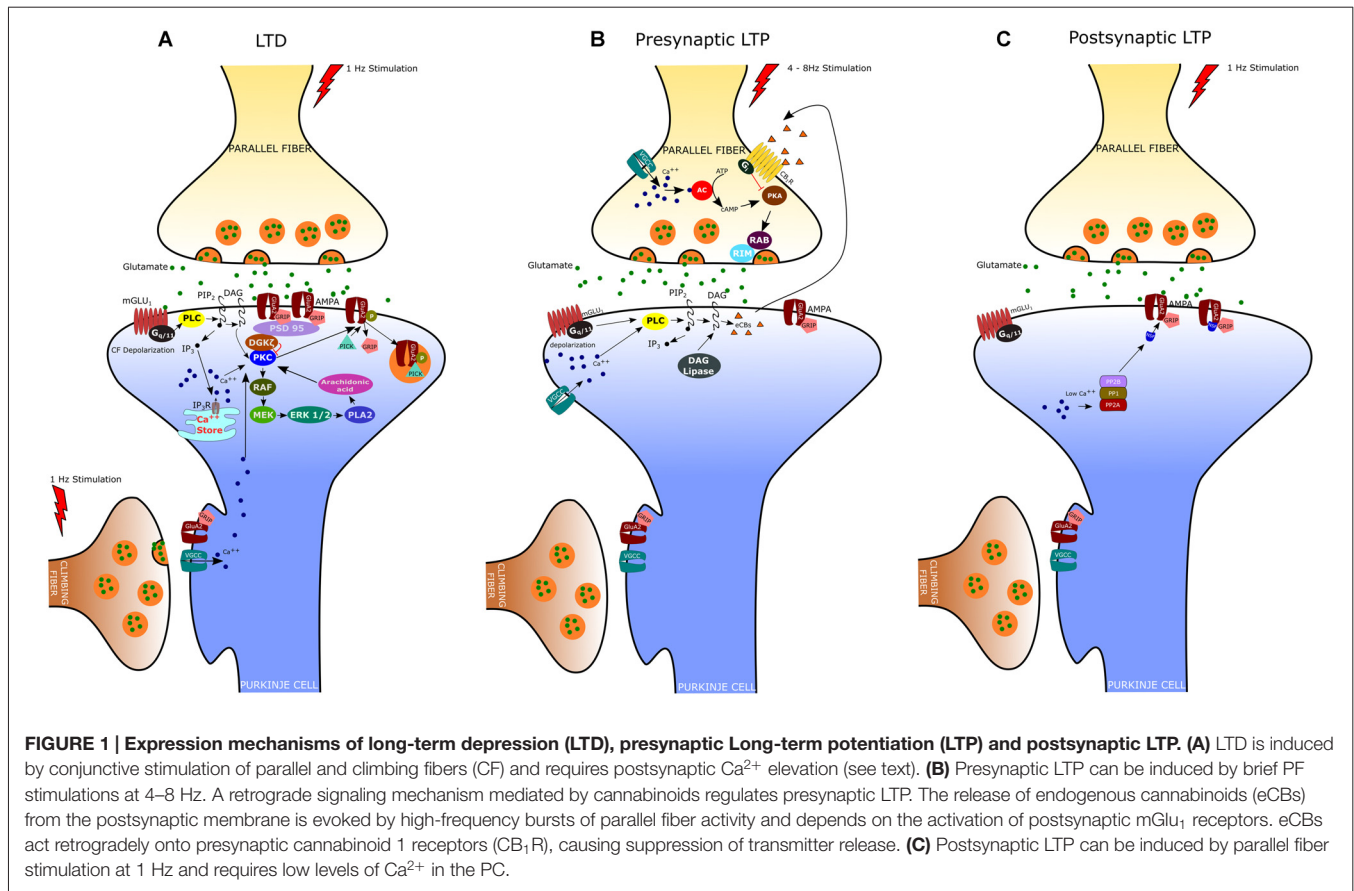 A LTD
1 Hz Stimulation
PARALLEL FIBER
Glutamate
mGLU1
Gq/11
CF Depolarization
PLC
PIP2
DAG
IP3
GluA2
GRIP
GluA2
GRIP
AMPA
GluA2
P
PSD 95
DGKζ
PKC
PICK
GRIP
GluA2
P
PICK
Ca++
RAF
Arachidonic
acid
IP3R
Ca++
Store
MEK
ERK 1/2
PLA2
1 Hz Stimulation
GRIP
GluA2
VGCC
Ca++
CLIMBING
FIBER
PURKINJE CELL
B Presynaptic LTP
4 - 8Hz Stimulation
PARALLEL FIBER
VGCC
Ca++
AC
ATP
cAMP
Gi
CB1R
PKA
RAB
RIM
Glutamate
mGLU1
Gq/11
depolarization
Ca++
VGCC
PLC
PIP2
DAG
IP3
eCBs
DAG
Lipase
GluA2
AMPA
GRIP
GRIP
GluA2
VGCC
CLIMBING
FIBER
PURKINJE CELL
C Postsynaptic LTP
1 Hz Stimulation
PARALLEL FIBER
Glutamate
mGLU1
Gq/11
GluA2
AMPA
GRIP
GluA2
GRIP
PP2B
PP1
PP2A
Low Ca++
GRIP
GluA2
VGCC
CLIMBING
FIBER
PURKINJE CELL
FIGURE 1 | Expression mechanisms of long-term depression (LTD), presynaptic Long-term potentiation (LTP) and postsynaptic LTP. (A) LTD is induced
by conjunctive stimulation of parallel and climbing fibers (CF) and requires postsynaptic Ca2+ elevation (see text). (B) Presynaptic LTP can be induced by brief PF
stimulations at 4–8 Hz. A retrograde signaling mechanism mediated by cannabinoids regulates presynaptic LTP. The release of endogenous cannabinoids (eCBs)
from the postsynaptic membrane is evoked by high-frequency bursts of parallel fiber activity and depends on the activation of postsynaptic mGlu1 receptors. eCBs
act retrogradely onto presynaptic cannabinoid 1 receptors (CB1R), causing suppression of transmitter release. (C) Postsynaptic LTP can be induced by parallel fiber
stimulation at 1 Hz and requires low levels of Ca2+ in the PC.